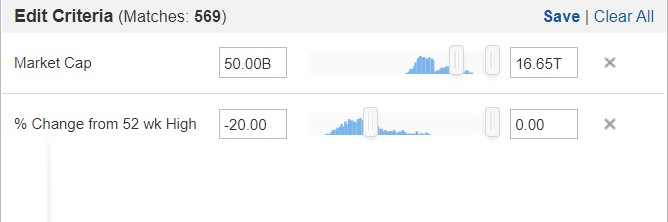 Edit Criteria (Matches: 569) Save | Clear All
Market Cap 50.00B 16.65T ×
% Change from 52 wk High -20.00 0.00 ×